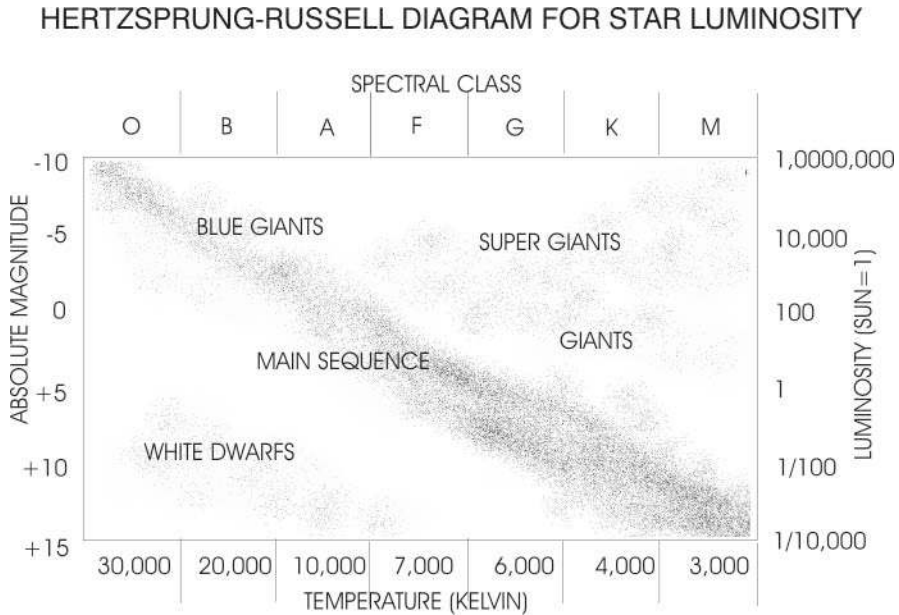 HERTZSPRUNG-RUSSELL DIAGRAM FOR STAR LUMINOSITY
SPECTRAL CLASS
O B A F G K M
ABSOLUTE MAGNITUDE
-10
-5
0
+5
+10
+15
BLUE GIANTS
SUPER GIANTS
GIANTS
MAIN SEQUENCE
WHITE DWARFS
1,0000,000
10,000
100
1
1/100
1/10,000
LUMINOSITY (SUN = 1)
30,000 20,000 10,000 7,000 6,000 4,000 3,000
TEMPERATURE (KELVIN)